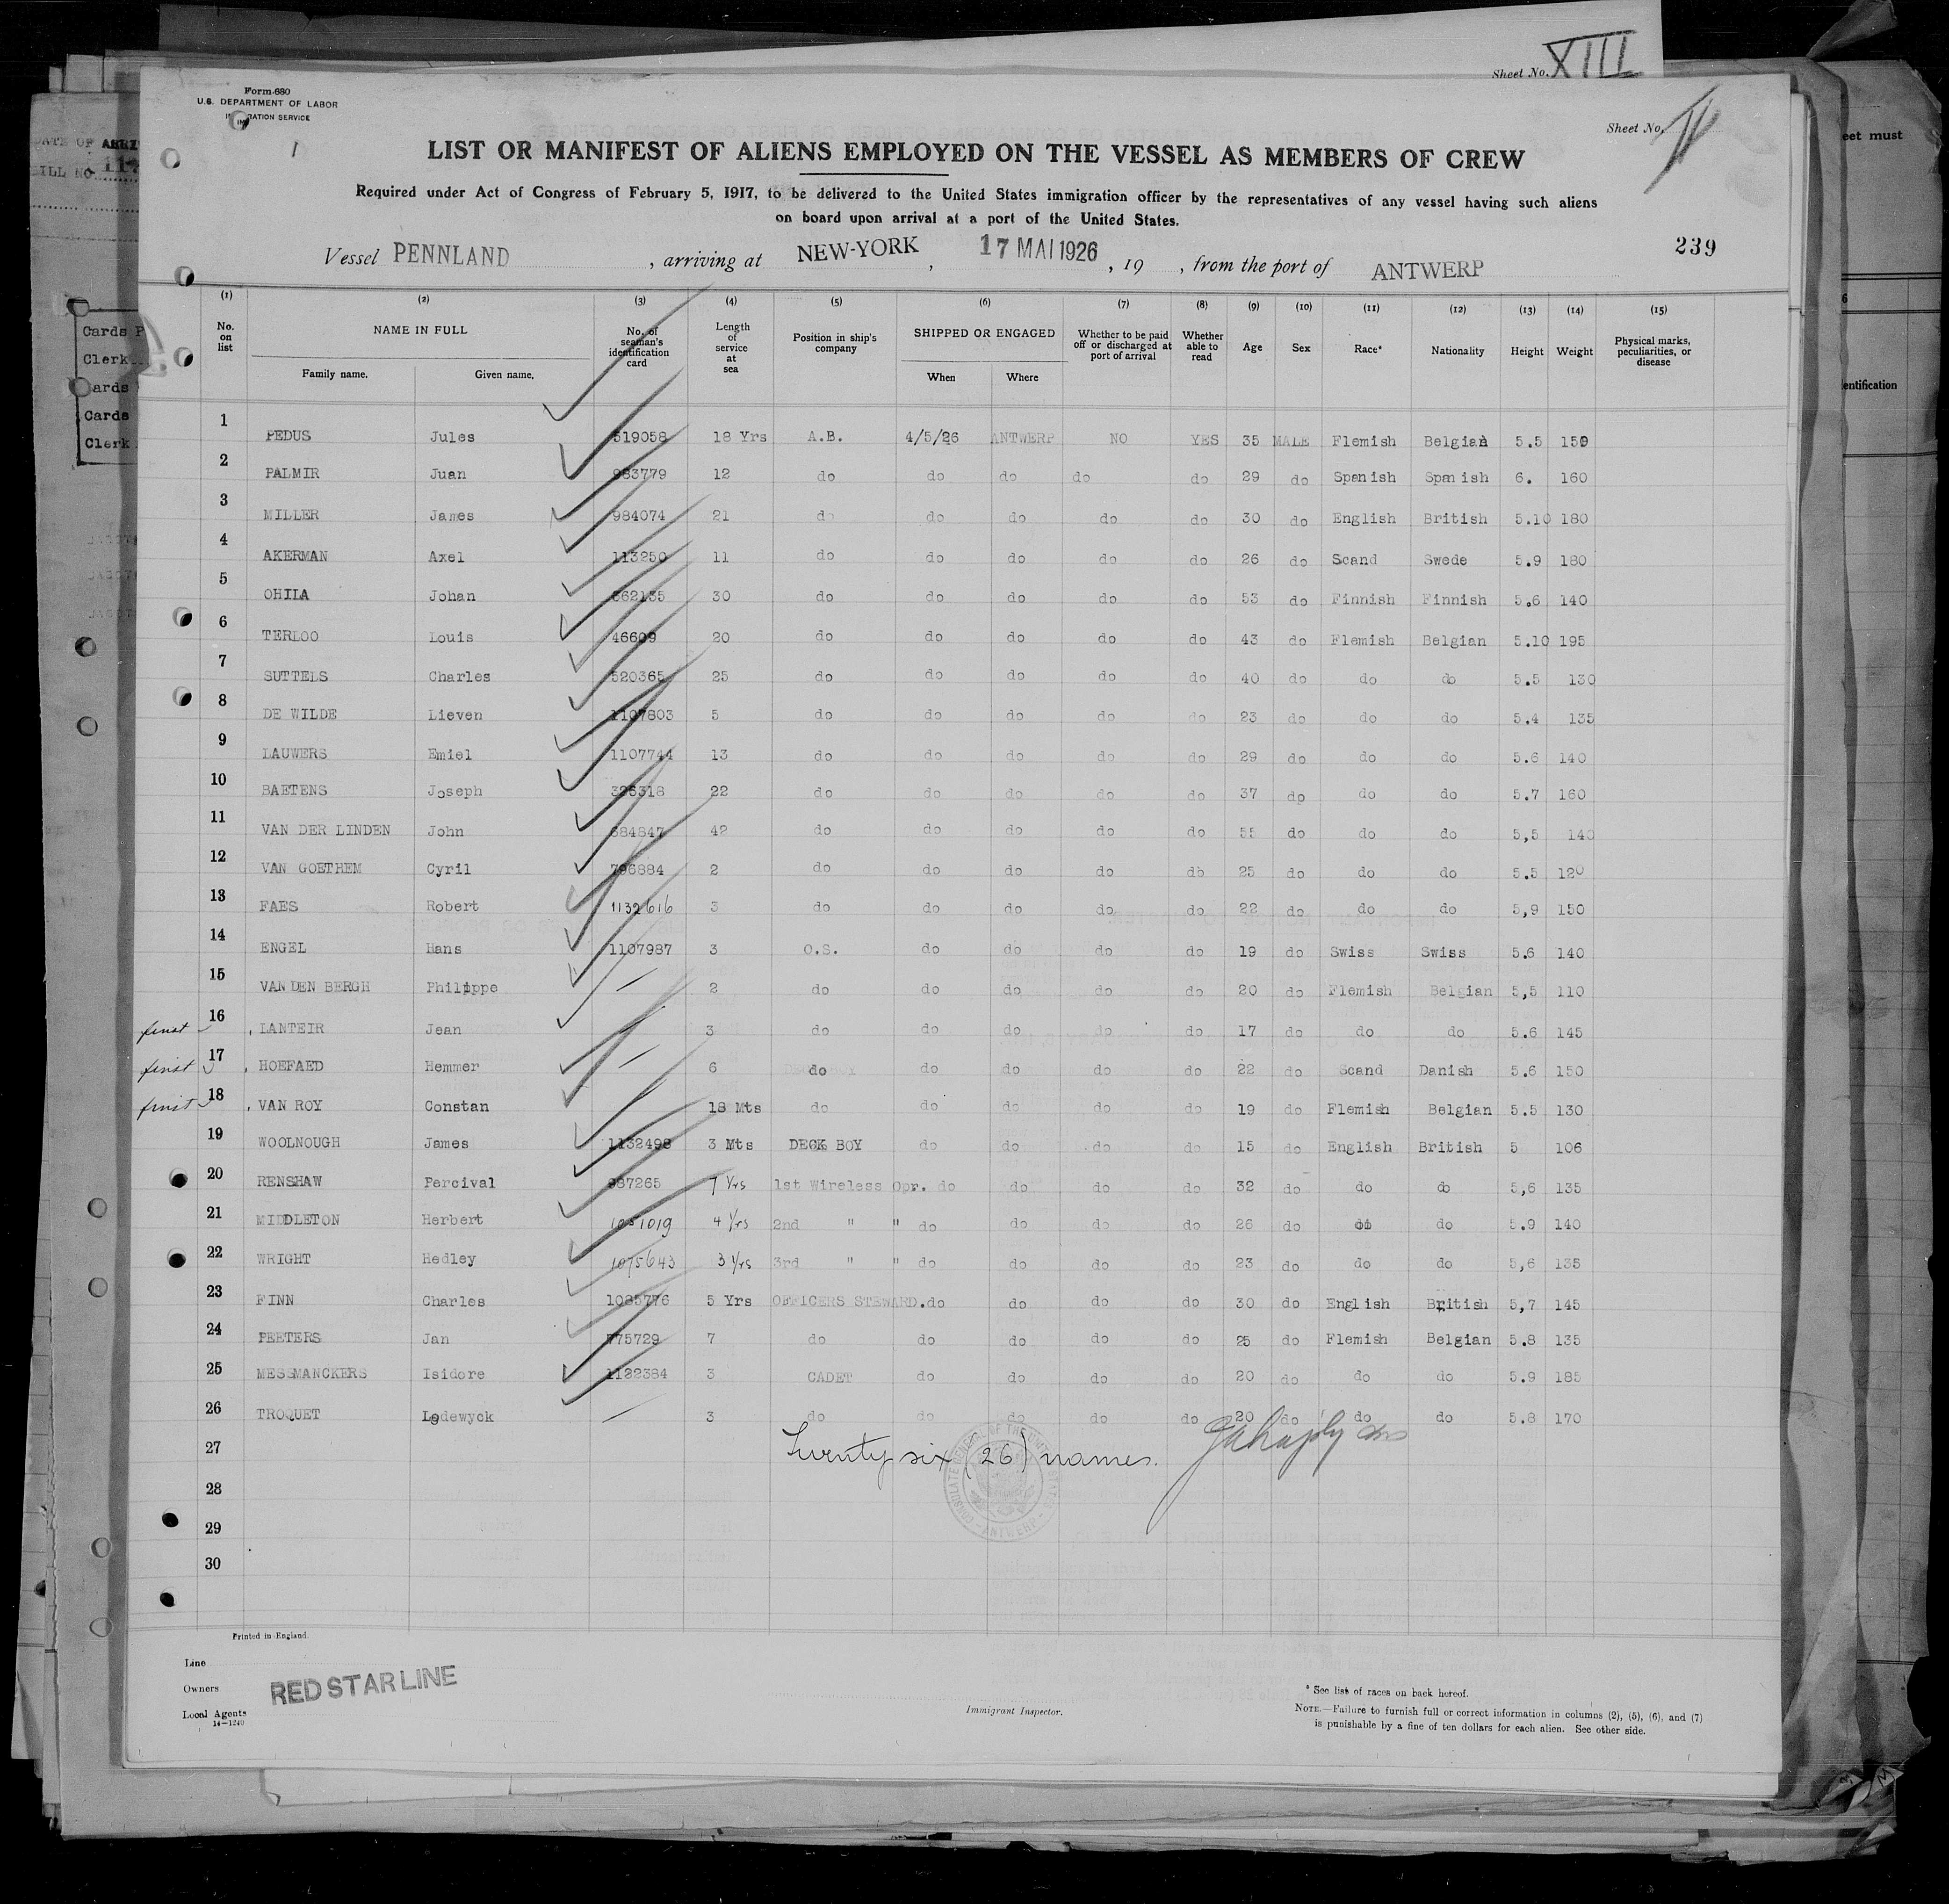 Sheet No. XIII
Form 680
U.S. DEPARTMENT OF LABOR
IMMIGRATION SERVICE
Sheet No.
LIST OR MANIFEST OF ALIENS EMPLOYED ON THE VESSEL AS MEMBERS OF CREW
Required under Act of Congress of February 5, 1917, to be delivered to the United States immigration officer by the representatives of any vessel having such aliens
on board upon arrival at a port of the United States.
239
Vessel PENNLAND , arriving at NEW-YORK , 17 MAI 1926 , 19 , from the port of ANTWERP
(1) (2) (3) (4) (5) (6) (7) (8) (9) (10) (11) (12) (13) (14) (15)
No. on list NAME IN FULL Family name. Given name. No. of seaman's identification card Length of service at sea Position in ship's company SHIPPED OR ENGAGED When Where Whether to be paid off or discharged at port of arrival Whether able to read Age Sex Race* Nationality Height Weight Physical marks, peculiarities, or disease
1 PEDUS Jules 519058 18 Yrs A.B. 4/5/26 ANTWERP NO YES 35 MALE Flemish Belgian 5.5 150
2 PALMIR Juan 983779 12 do do do do do 29 do Spanish Spanish 6. 160
3 MILLER James 984074 21 do do do do do 30 do English British 5.10 180
4 AKERMAN Axel 113250 11 do do do do do 26 do Scand Swede 5.9 180
5 OHILA Johan 662135 30 do do do do do 53 do Finnish Finnish 5.6 140
6 TERLOO Louis 46609 20 do do do do do 43 do Flemish Belgian 5.10 195
7 SUTTELS Charles 520365 25 do do do do do 40 do do do 5.5 130
8 DE WILDE Lieven 1107803 5 do do do do do 23 do do do 5.4 135
9 LAUWERS Emiel 1107744 13 do do do do do 29 do do do 5.6 140
10 BAETENS Joseph 326318 22 do do do do do 37 do do do 5.7 160
11 VAN DER LINDEN John 684847 42 do do do do do 55 do do do 5,5 140
12 VAN GOETHEM Cyril 796884 2 do do do do do 25 do do do 5.5 120
13 FAES Robert 1132616 3 do do do do do 22 do do do 5,9 150
14 ENGEL Hans 1107987 3 O.S. do do do do 19 do Swiss Swiss 5.6 140
15 VAN DEN BERGH Philippe — 2 do do do do do 20 do Flemish Belgian 5,5 110
first 16 LANTEIR Jean 3 do do do do do 17 do do do 5.6 145
first 17 HOEFAED Hemmer — 6 do do do do do 22 do Scand Danish 5.6 150
first 18 VAN ROY Constan 18 Mts do do do do do 19 do Flemish Belgian 5.5 130
19 WOOLNOUGH James 1132498 3 Mts DECK BOY do do do do 15 do English British 5 106
20 RENSHAW Percival 987265 7 Yrs 1st Wireless Opr. do do do do 32 do do do 5,6 135
21 MIDDLETON Herbert 1051019 4 Yrs 2nd " " do do do do 26 do do do 5.9 140
22 WRIGHT Hedley 1075643 3 Yrs 3rd " " do do do do 23 do do do 5,6 135
23 FINN Charles 1085776 5 Yrs OFFICERS STEWARD. do do do do 30 do English British 5,7 145
24 PEETERS Jan 775729 7 do do do do do 25 do Flemish Belgian 5.8 135
25 MESSMANCKERS Isidore 1122384 3 CADET do do do do 20 do do do 5.9 185
26 TROQUET Lodewyck — 3 do do do do do 20 do do do 5.8 170
27 Twenty six (26) names.
28
29
30
Printed in England.
Line
Owners RED STAR LINE
Local Agents
14—1240
Immigrant Inspector.
* See list of races on back hereof.
NOTE.—Failure to furnish full or correct information in columns (2), (5), (6), and (7)
is punishable by a fine of ten dollars for each alien. See other side.